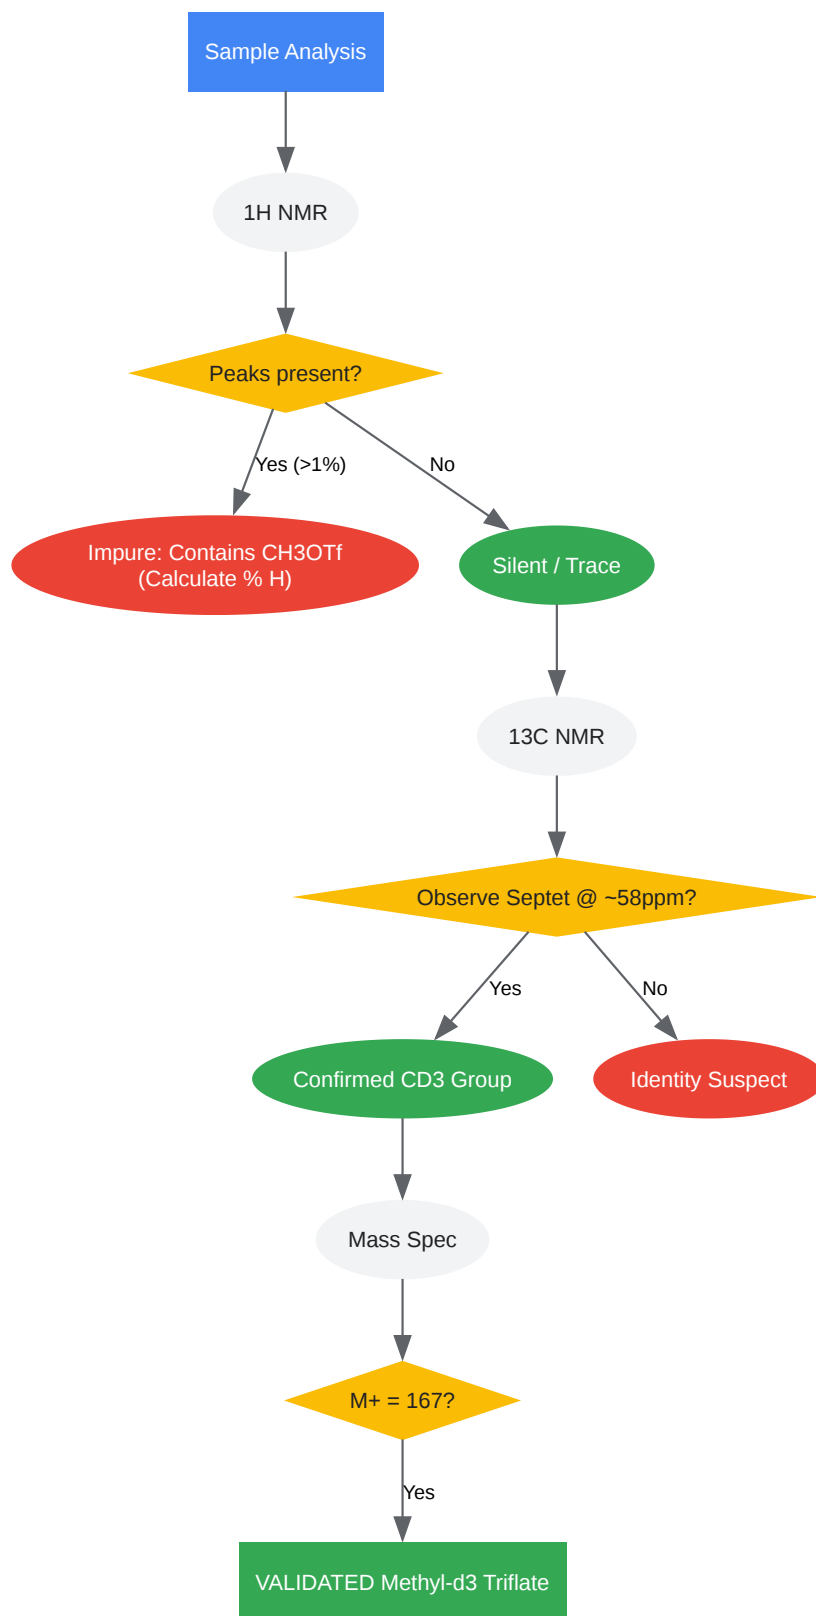 Sample Analysis
1H NMR
Peaks present?
Yes (>1%)
No
Impure: Contains CH3OTf
(Calculate % H)
Silent / Trace
13C NMR
Observe Septet @ ~58ppm?
Yes
No
Confirmed CD3 Group
Identity Suspect
Mass Spec
M+ = 167?
Yes
VALIDATED Methyl-d3 Triflate